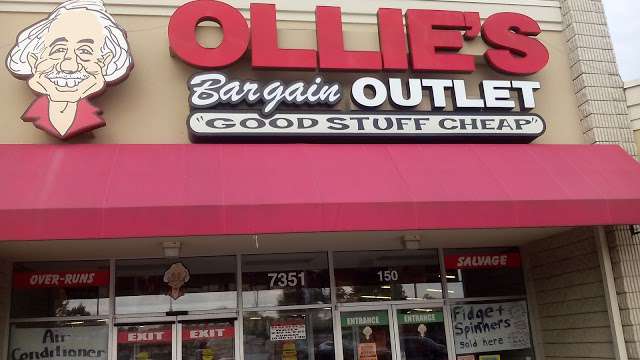 OLLIE'S
Bargain OUTLET
"GOOD STUFF CHEAP"
OVER-RUNS
7351
150
SALVAGE
Air
Conditioner
EXIT
EXIT
ENTRANCE
ENTRANCE
Fidget
Spinners
sold here